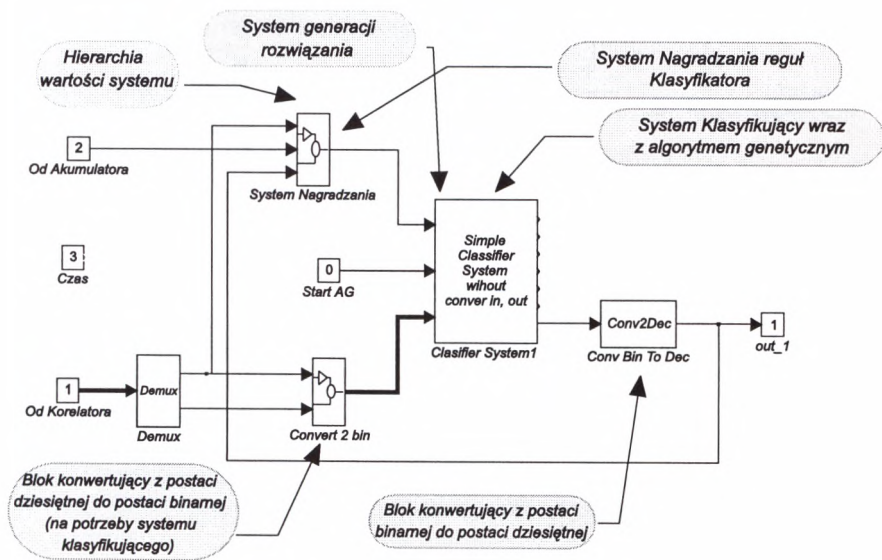 System generacji
rozwiązania
Hierarchia
wartości systemu
System Nagradzania reguł
Klasyfikatora
System Klasyfikujący wraz
z algorytmem genetycznym
2
Od Akumulatora
System Nagradzania
3
Czas
0
Start AG
Simple
Classifier
System
wihout
conver in, out
Clasifier System1
Conv2Dec
Conv Bin To Dec
1
out_1
1
Od Korelatora
Demux
Demux
Convert 2 bin
Blok konwertujący z postaci
dziesiętnej do postaci binarnej
(na potrzeby systemu
klasyfikującego)
Blok konwertujący z postaci
binarnej do postaci dziesiętnej